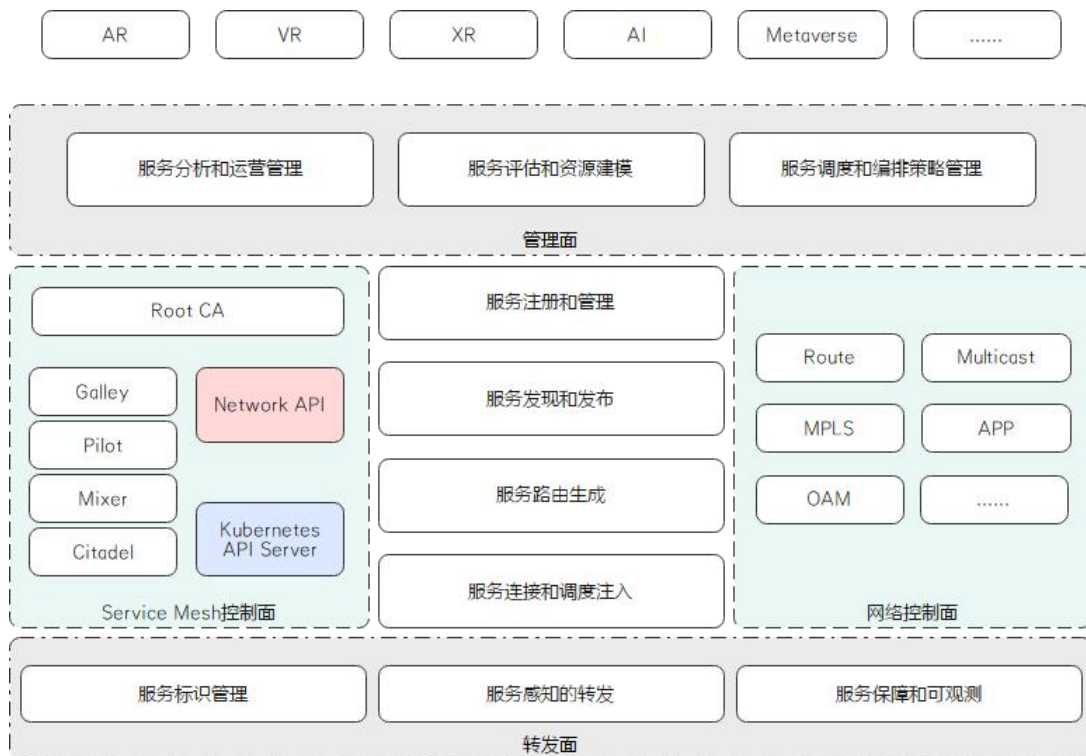 AR
VR
XR
AI
Metaverse
......
服务分析和运营管理
服务评估和资源建模
服务调度和编排策略管理
管理面
Root CA
Galley
Pilot
Mixer
Citadel
Network API
Kubernetes
API Server
Service Mesh控制面
服务注册和管理
服务发现和发布
服务路由生成
服务连接和调度注入
Route
Multicast
MPLS
APP
OAM
......
网络控制面
服务标识管理
服务感知的转发
服务保障和可观测
转发面